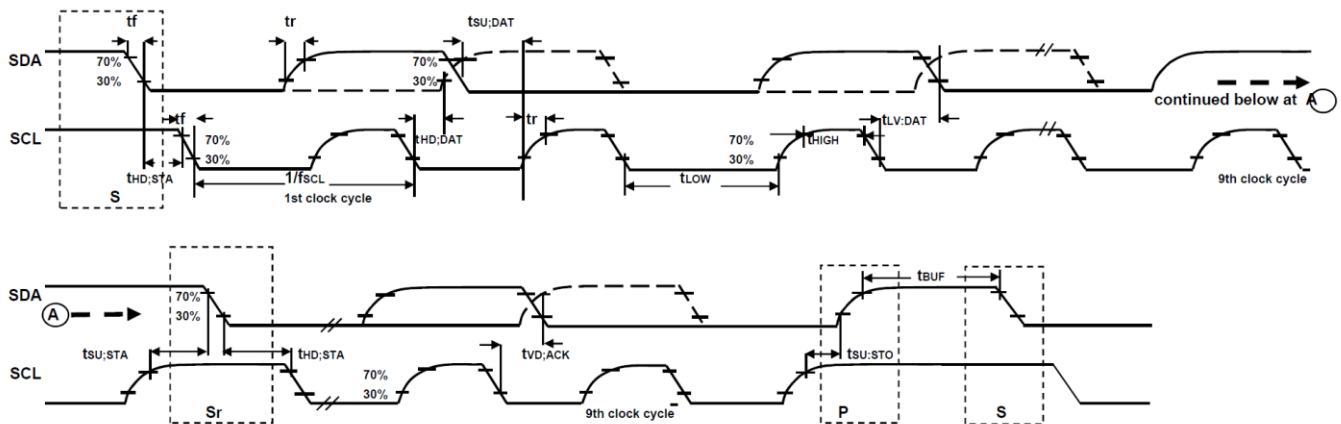 tf tr tSU;DAT
SDA 70% 30% 70% 30%
continued below at A
tf tr tLV:DAT
SCL 70% 30% tHD;DAT 70% 30% tHIGH
tHD;STA 1/fSCL tLOW 9th clock cycle
S 1st clock cycle
tBUF
SDA 70%
A 30%
tSU;STA tHD;STA tVD;ACK tSU:STO
SCL 70% 30%
Sr 9th clock cycle P S